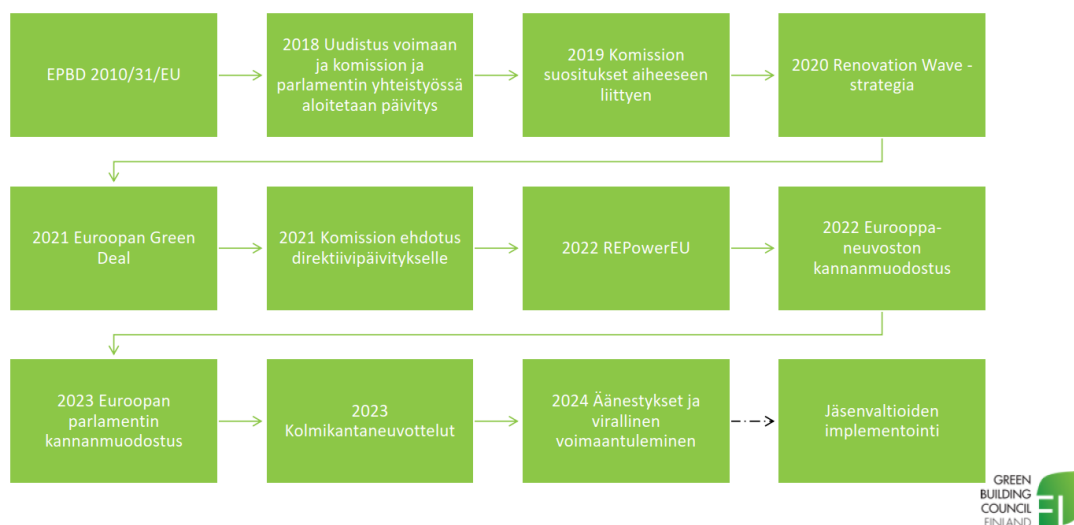 EPBD 2010/31/EU
2018 Uudistus voimaan
ja komission ja
parlamentin yhteistyössä
aloitetaan päivitys
2019 Komission
suositukset aiheeseen
liittyen
2020 Renovation Wave -
strategia
2021 Euroopan Green
Deal
2021 Komission ehdotus
direktiivipäivitykselle
2022 REPowerEU
2022 Eurooppa-
neuvoston
kannanmuodostus
2023 Euroopan
parlamentin
kannanmuodostus
2023
Kolmikantaneuvottelut
2024 Äänestykset ja
virallinen
voimaantuleminen
Jäsenvaltioiden
implementointi
GREEN
BUILDING
COUNCIL
FINLAND